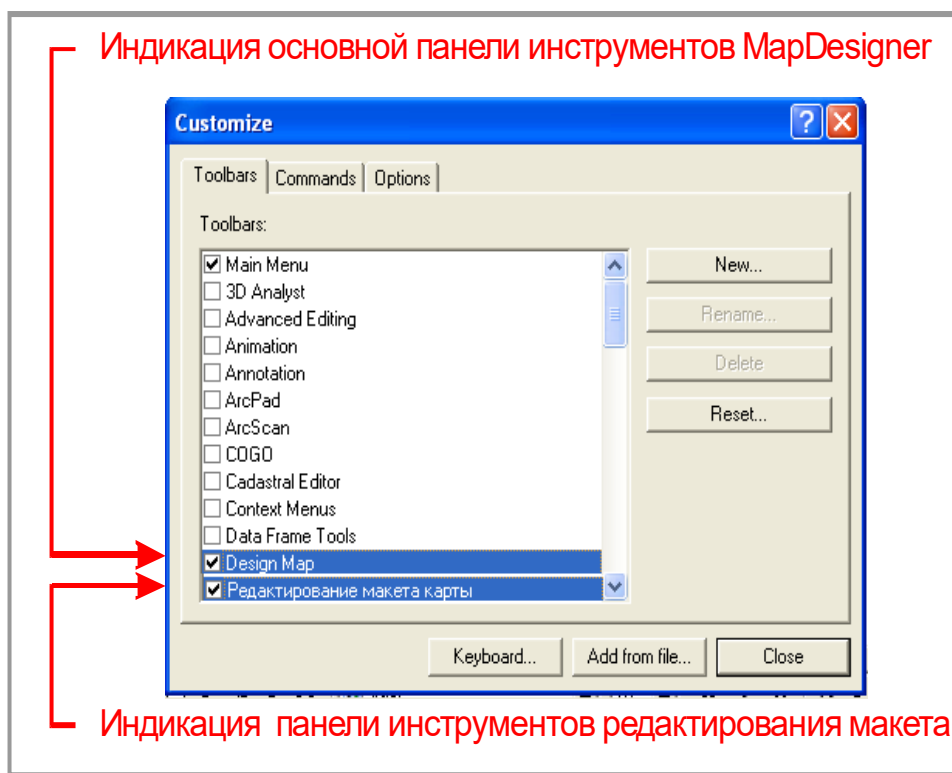 Индикация основной панели инструментов MapDesigner
Customize
Toolbars Commands Options
Toolbars:
Main Menu
3D Analyst
Advanced Editing
Animation
Annotation
ArcPad
ArcScan
COGO
Cadastral Editor
Context Menus
Data Frame Tools
Design Map
Редактирование макета карты
New...
Rename...
Delete
Reset...
Keyboard... Add from file... Close
Индикация панели инструментов редактирования макета